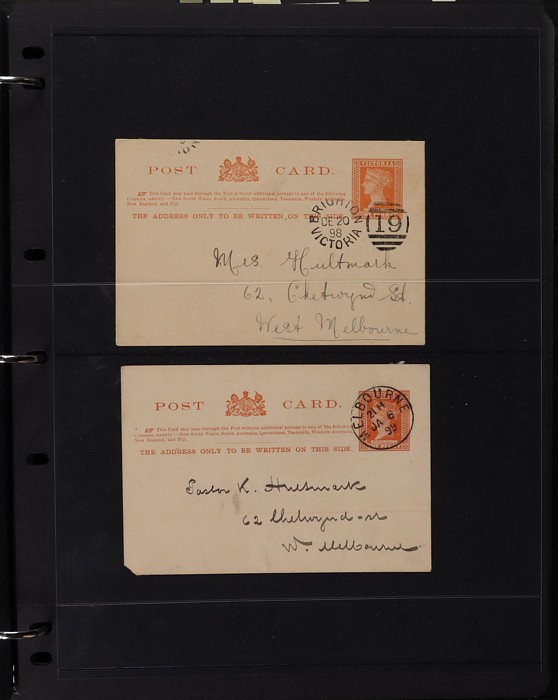 POST CARD.
VICTORIA
This Card may pass through the Post without additional postage to any of the following
Colonies, namely:—New South Wales, South Australia, Queensland, Tasmania, Western Australia,
New Zealand, and Fiji.
THE ADDRESS ONLY TO BE WRITTEN ON THIS SIDE.
BRIGHTON
DE 20
98
VICTORIA
19
Mrs. Hultmark
62, Chetwynd St.
West Melbourne
POST CARD.
This Card may pass through the Post without additional postage to any of the following
Colonies, namely:—New South Wales, South Australia, Queensland, Tasmania, Western Australia,
New Zealand, and Fiji.
THE ADDRESS ONLY TO BE WRITTEN ON THIS SIDE.
MELBOURNE
21 H
JA 6
Pastor K. Hultmark
62 Chetwynd st
W. Melbourne